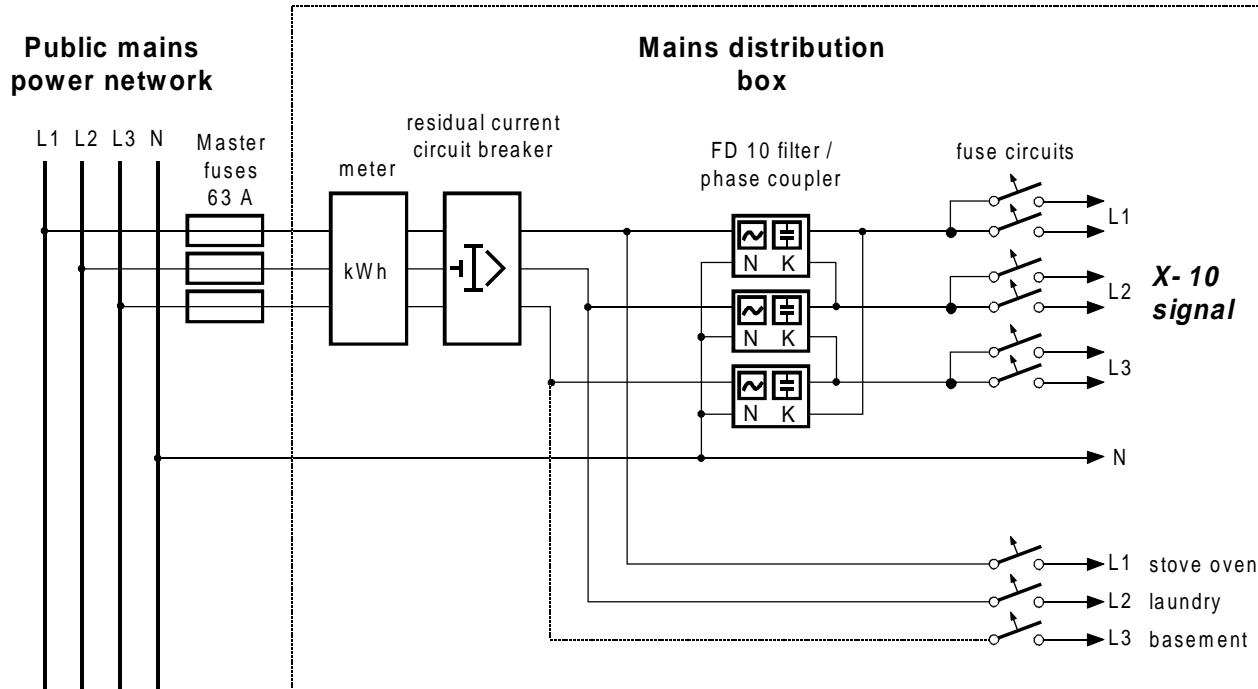 Public mains
power network
Mains distribution
box
L1 L2 L3 N
Master
fuses
63 A
meter
residual current
circuit breaker
FD 10 filter /
phase coupler
fuse circuits
kWh
N K
N K
N K
L1
L2
L3
X-10
signal
N
L1 stove oven
L2 laundry
L3 basement